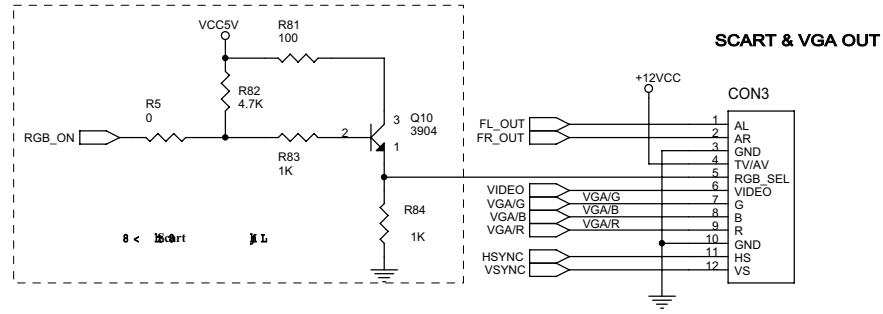 VCC5V
R81
100
SCART & VGA OUT
+12VCC
R82
4.7K
CON3
R5
0
Q10
3904
3
2
1
RGB_ON
R83
1K
R84
1K
Scart
FL_OUT
FR_OUT
VIDEO
VGA/G
VGA/B
VGA/R
HSYNC
VSYNC
VGA/G
VGA/B
VGA/R
1 AL
2 AR
3 GND
4 TV/AV
5 RGB_SEL
6 VIDEO
7 G
8 B
9 R
10 GND
11 HS
12 VS